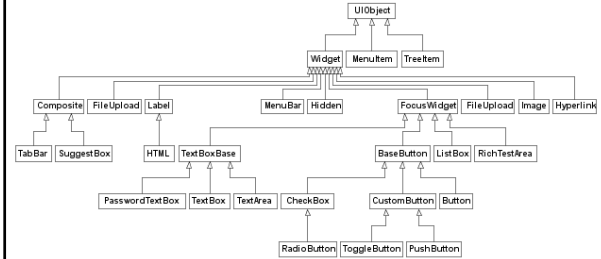 UIObject
Widget MenuItem TreeItem
Composite FileUpload Label MenuBar Hidden FocusWidget FileUpload Image Hyperlink
TabBar SuggestBox HTML TextBoxBase BaseButton ListBox RichTestArea
PasswordTextBox TextBox TextArea CheckBox CustomButton Button
RadioButton ToggleButton PushButton